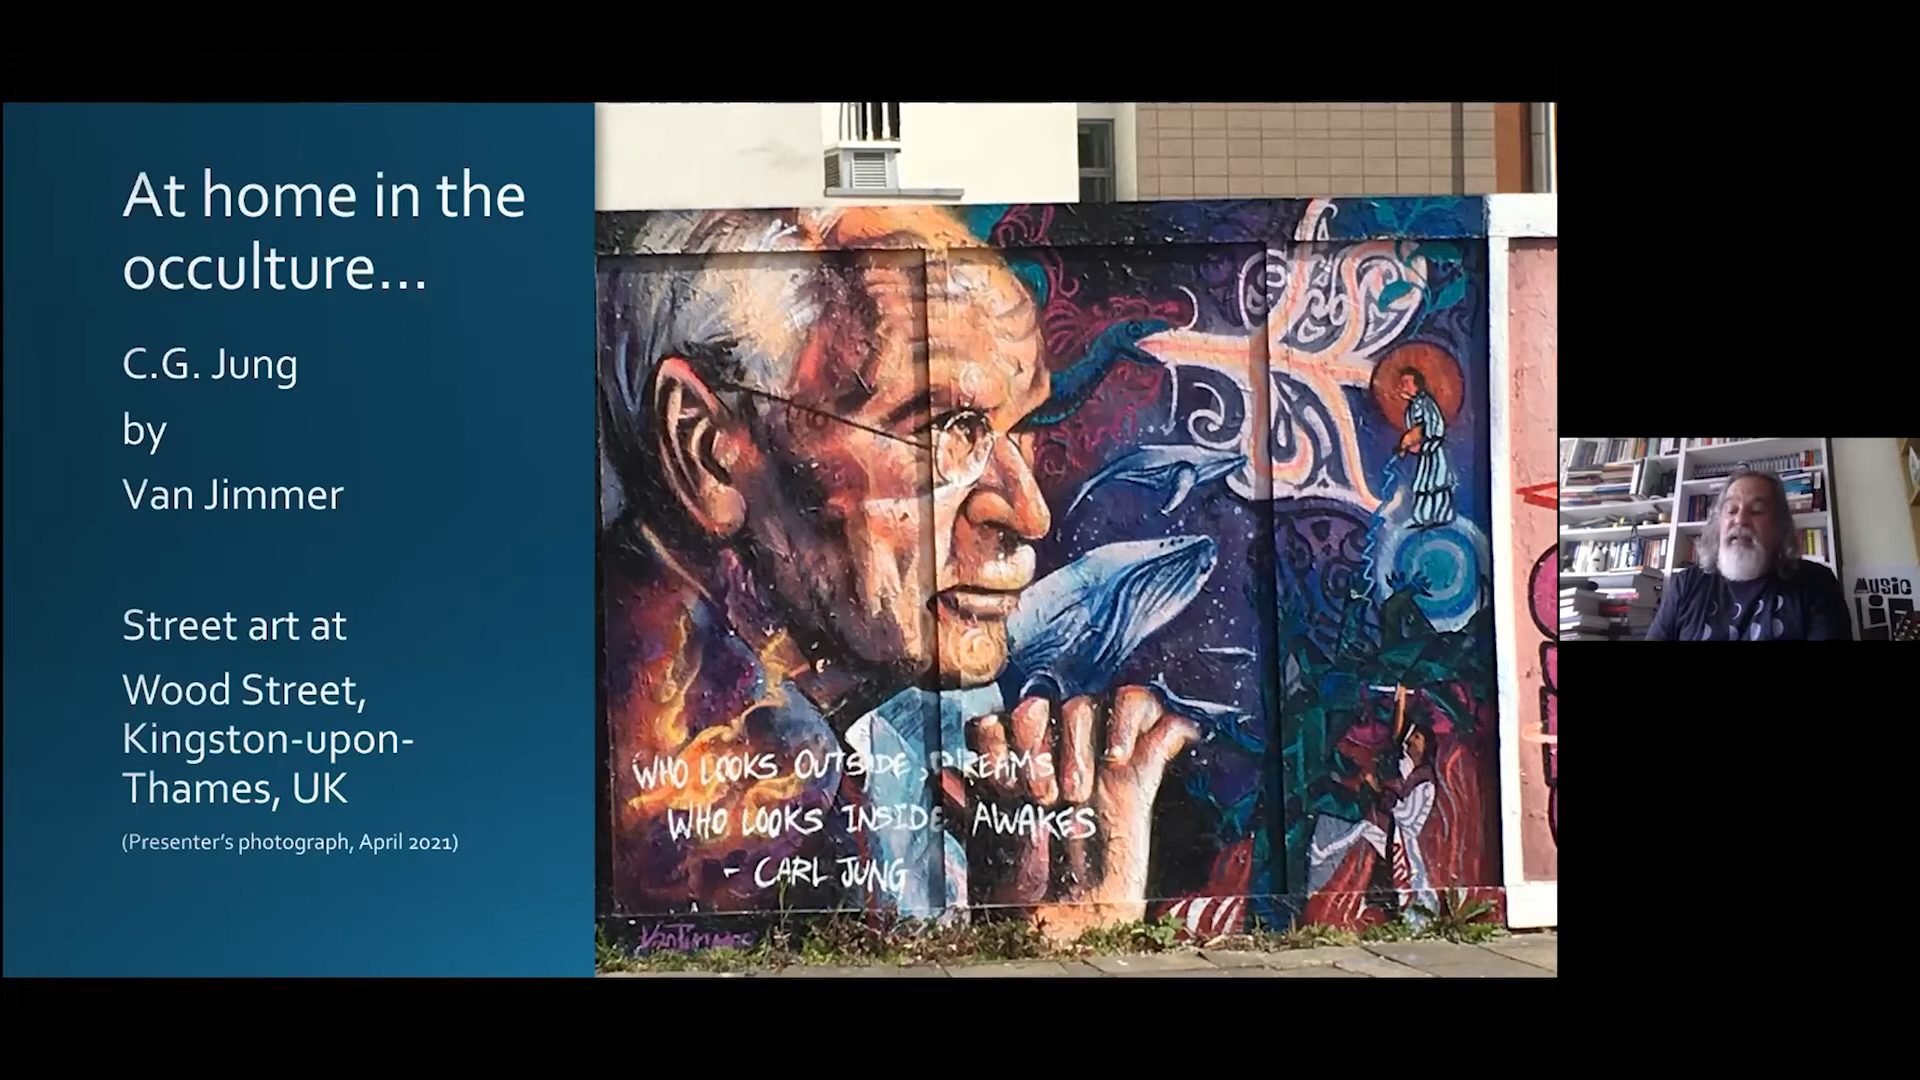 At home in the
occulture...
C.G. Jung
by
Van Jimmer
Street art at
Wood Street,
Kingston-upon-
Thames, UK
(Presenter's photograph, April 2021)
WHO LOOKS OUTSIDE, DREAMS
WHO LOOKS INSIDE AWAKES
- CARL JUNG
MUSIC